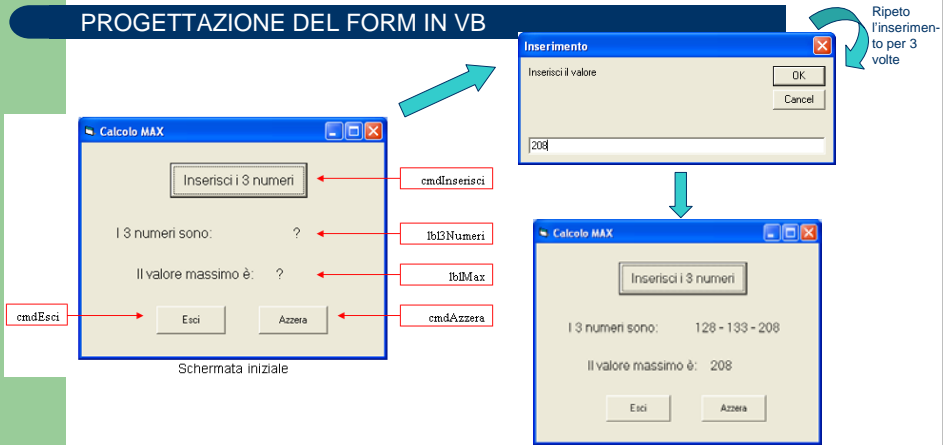 PROGETTAZIONE DEL FORM IN VB
Ripeto
l'inserimen-
to per 3
volte
Inserimento
Inserisci il valore
OK
Cancel
208
Calcolo MAX
Inserisci i 3 numeri
cmdInserisci
I 3 numeri sono: ?
lbl3Numeri
Il valore massimo è: ?
lblMax
cmdEsci
Esci
Azzera
cmdAzzera
Schermata iniziale
Calcolo MAX
Inserisci i 3 numeri
I 3 numeri sono: 128 - 133 - 208
Il valore massimo è: 208
Esci
Azzera